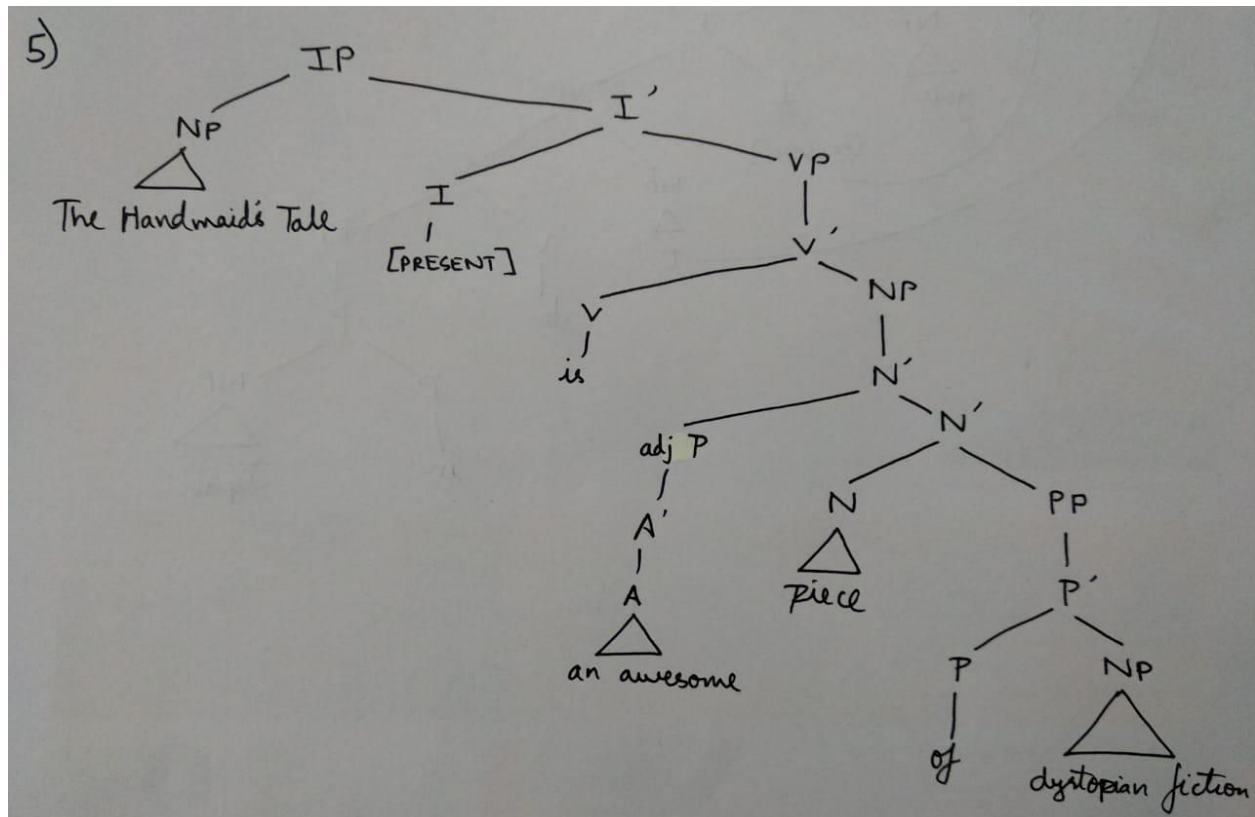 5)
IP
NP I'
The Handmaid's Tale
I VP
[PRESENT]
V'
V NP
is
N'
adj P N'
A' N PP
A piece P'
an awesome
P NP
of dystopian fiction